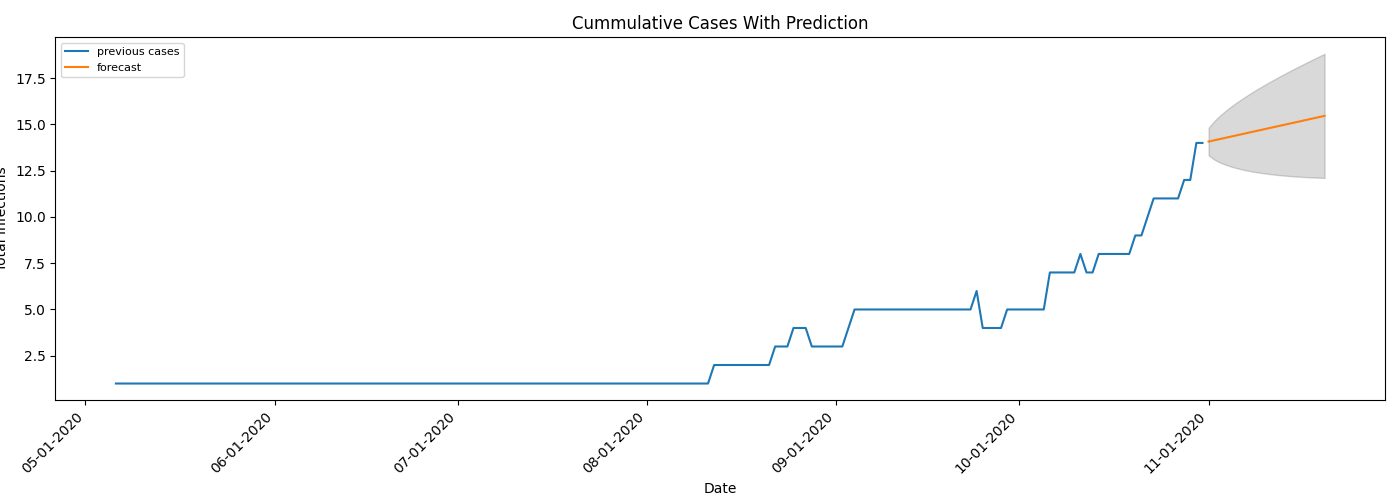 Cummulative Cases With Prediction
previous cases
forecast
17.5
15.0
12.5
10.0
7.5
5.0
2.5
Total Infections
05-01-2020
06-01-2020
07-01-2020
08-01-2020
09-01-2020
10-01-2020
11-01-2020
Date